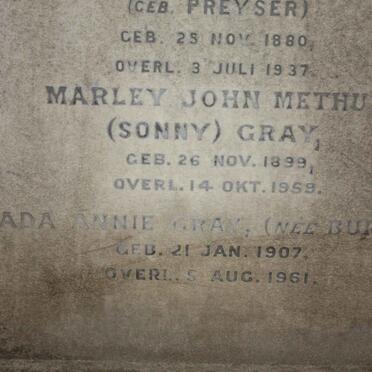 (GEB. PREYSER)
GEB. 25 NOV. 1880,
OVERL. 3 JULI 1937.
MARLEY JOHN METHU
(SONNY) GRAY,
GEB. 26 NOV. 1899,
OVERL. 14 OKT. 1959.
ADA ANNIE GRAY, (NEE BU
GEB. 21 JAN. 1907,
OVERL. 5 AUG. 1961.